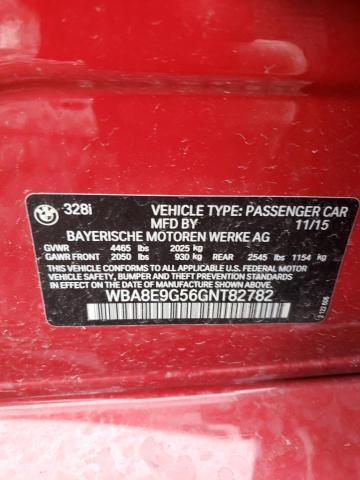 328i VEHICLE TYPE: PASSENGER CAR
MFD BY 11/15
BAYERISCHE MOTOREN WERKE AG
GVWR 4465 lbs 2025 kg
GAWR FRONT 2050 lbs 930 kg REAR 2545 lbs 1154 kg
THIS VEHICLE CONFORMS TO ALL APPLICABLE U.S. FEDERAL MOTOR
VEHICLE SAFETY, BUMPER, AND THEFT PREVENTION STANDARDS
IN EFFECT ON THE DATE OF MANUFACTURE SHOWN ABOVE.
WBA8E9G56GNT82782